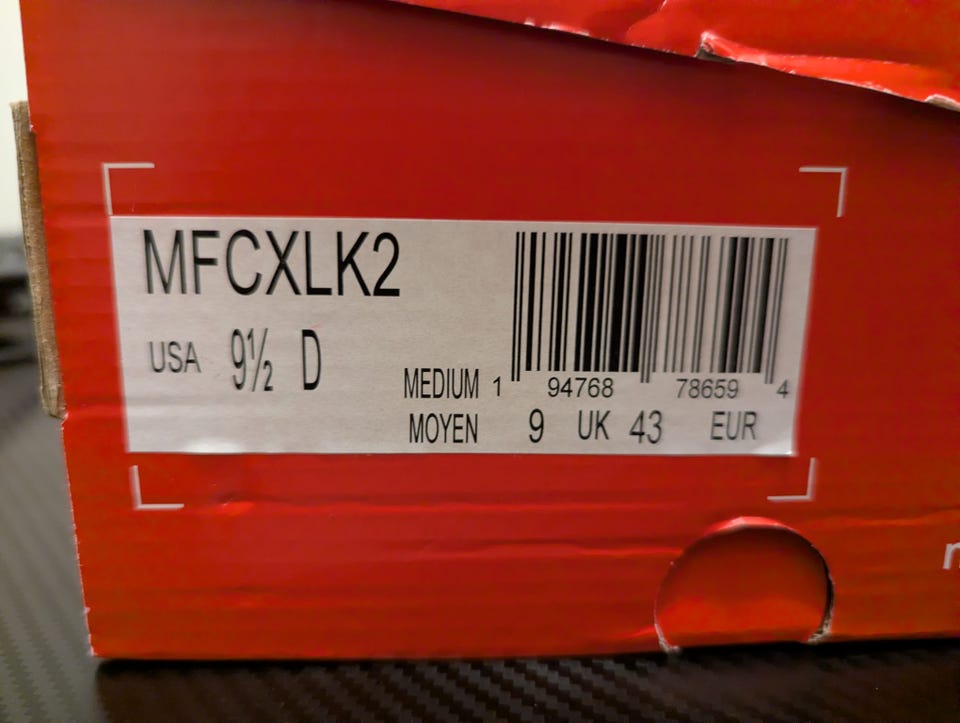 MFCXLK2
USA 9½ D
MEDIUM 1 94768 78659 4
MOYEN 9 UK 43 EUR